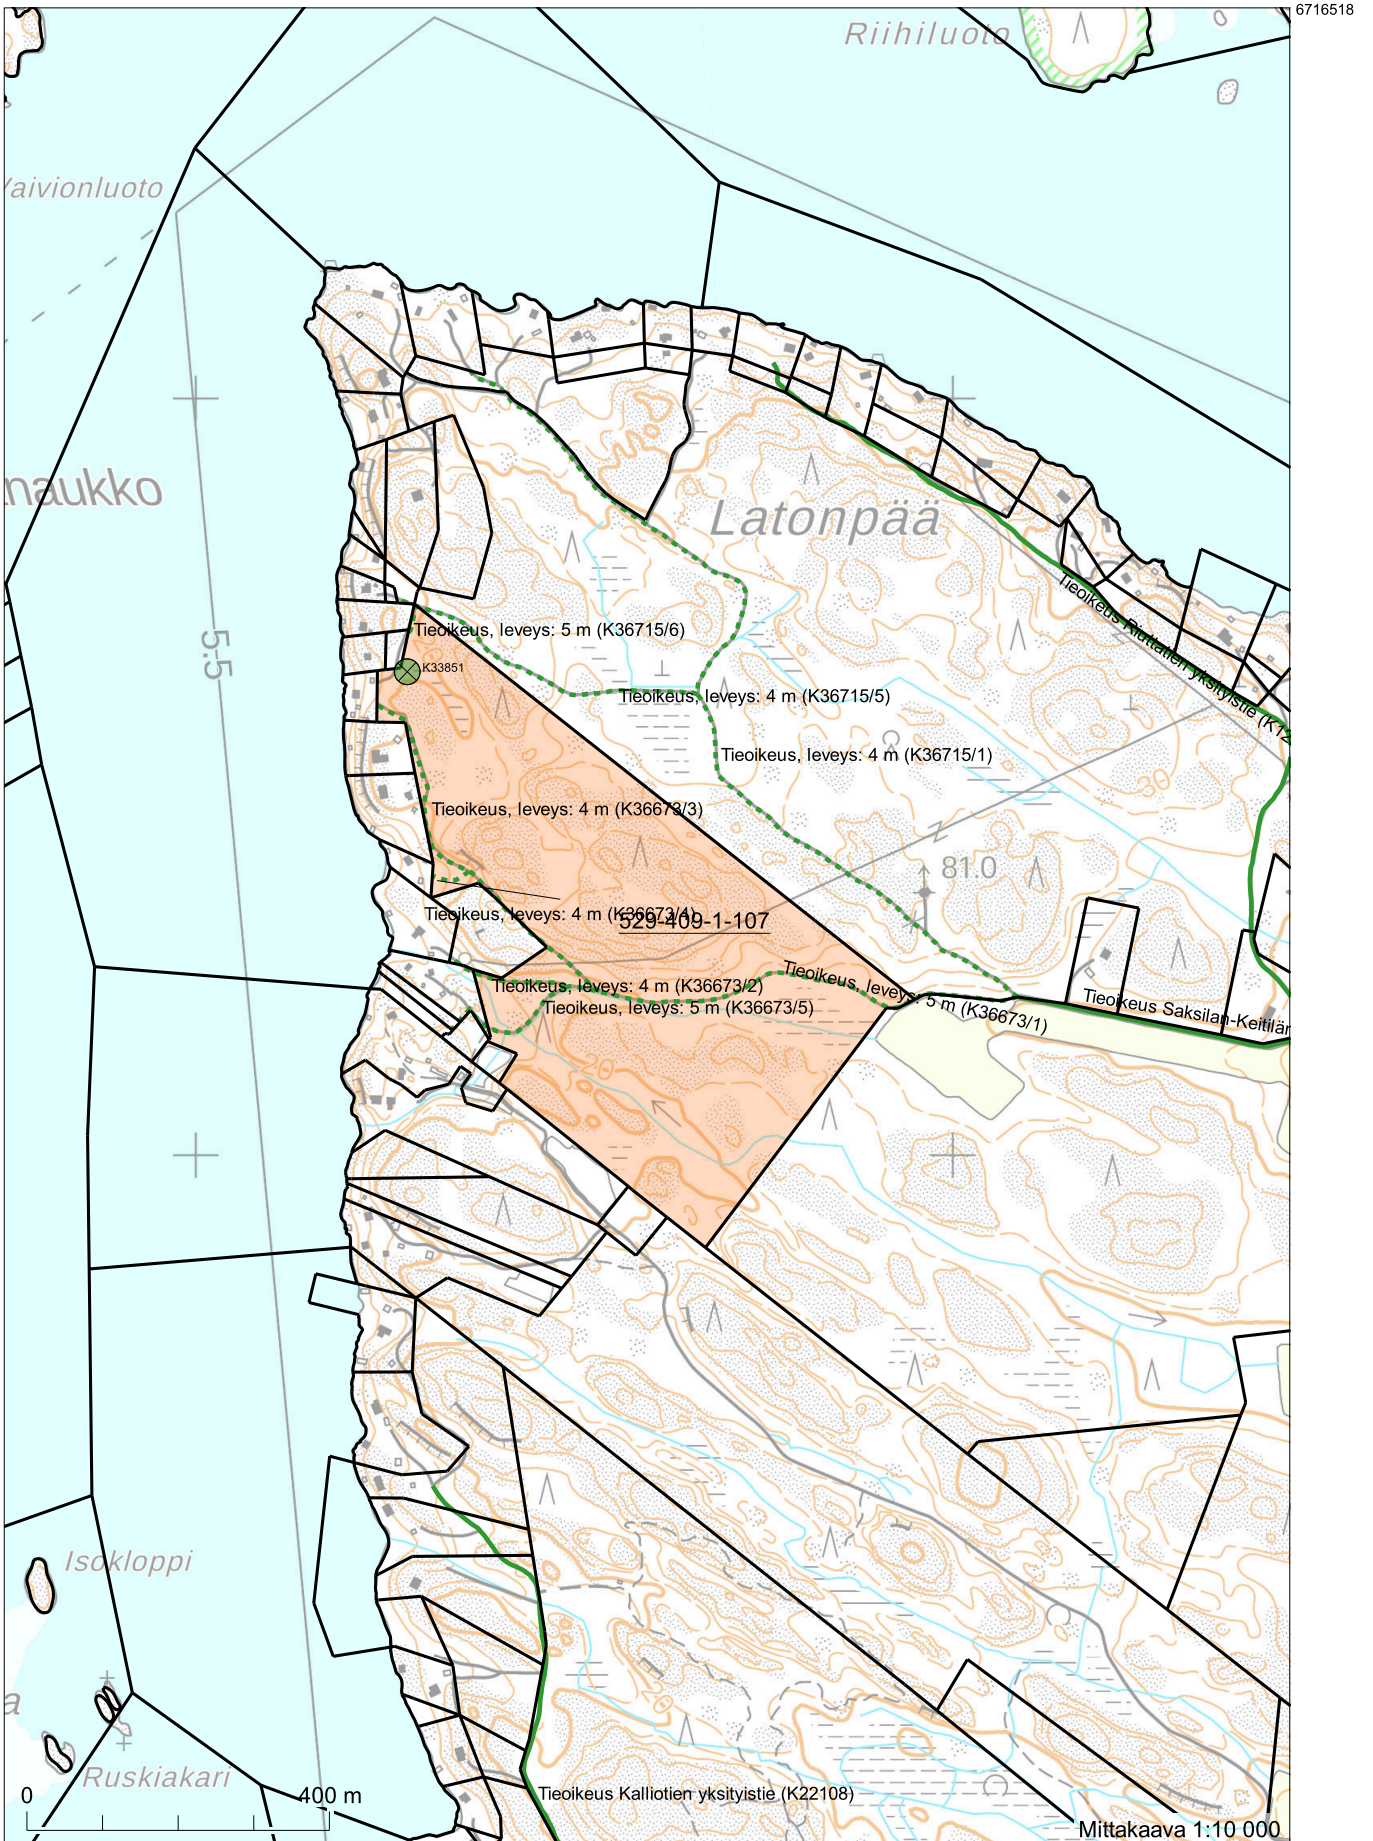 6716518
Riihiluoto
Vaivionluoto
naukko
5.5
Latonpää
Tieoikeus Riuttatien yksityistie (K12
Tieoikeus, leveys: 5 m (K36715/6)
K33851
Tieoikeus, leveys: 4 m (K36715/5)
Tieoikeus, leveys: 4 m (K36715/1)
30
Tieoikeus, leveys: 4 m (K36673/3)
81.0
Tieoikeus, leveys: 4 m (K36673/4)
529-409-1-107
Tieoikeus, leveys: 4 m (K36673/2)
Tieoikeus, leveys: 5 m (K36673/1)
Tieoikeus, leveys: 5 m (K36673/5)
Tieoikeus Saksilan-Keitilän
20
Isokloppi
a
20
Ruskiakari
0
400 m
Tieoikeus Kalliotien yksityistie (K22108)
Mittakaava 1:10 000